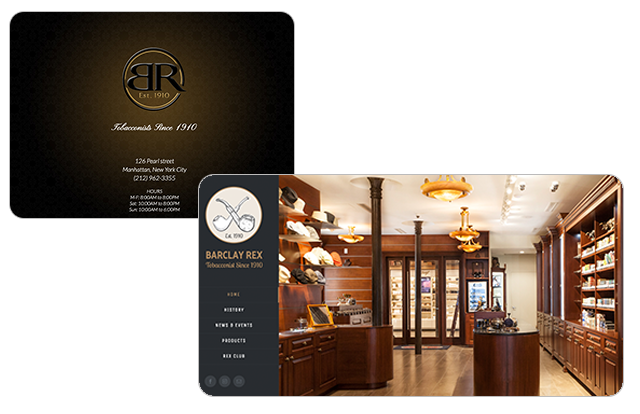 BR
Est. 1910
Tobacconists Since 1910
126 Pearl street
Manhattan, New York City
(212) 962-3355
HOURS
M-F: 8:00AM to 8:00PM
Sat: 10:00AM to 8:00PM
Sun: 10:00AM to 6:00PM
Est. 1910
BARCLAY REX
Tobacconist Since 1910
HOME
HISTORY
NEWS & EVENTS
PRODUCTS
REX CLUB